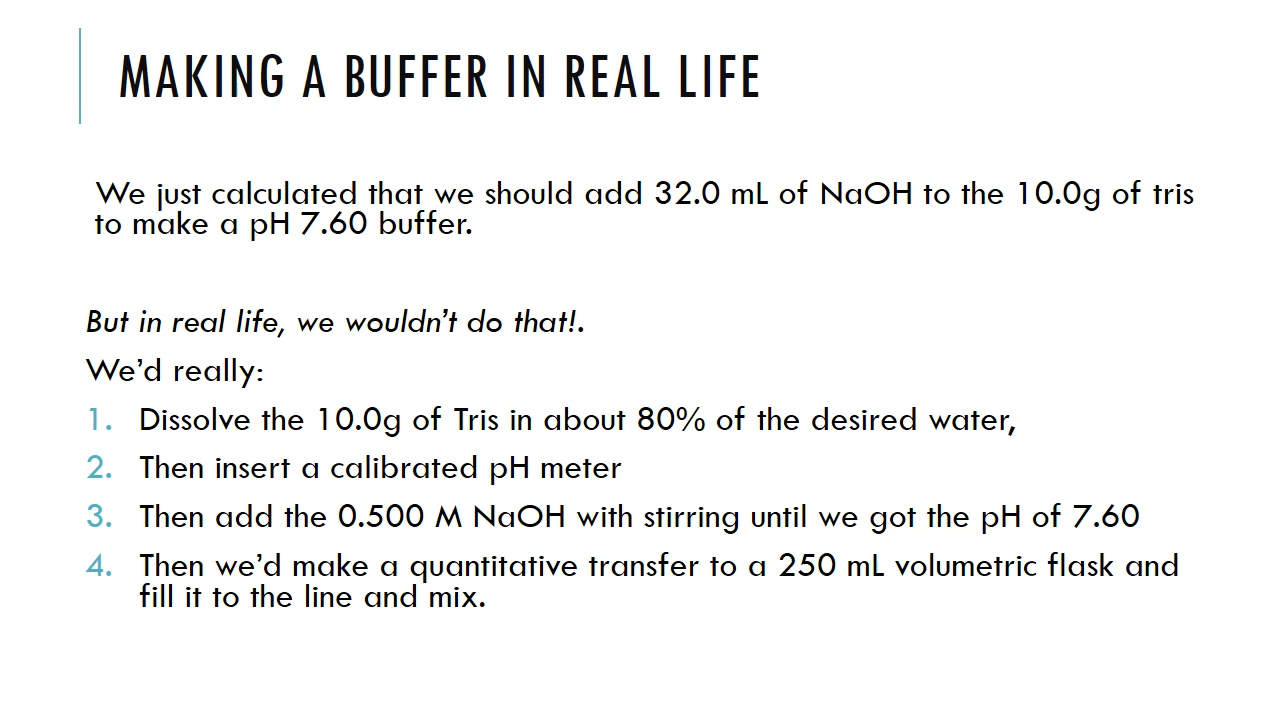 MAKING A BUFFER IN REAL LIFE
We just calculated that we should add 32.0 mL of NaOH to the 10.0g of tris
to make a pH 7.60 buffer.
But in real life, we wouldn't do that!.
We'd really:
1. Dissolve the 10.0g of Tris in about 80% of the desired water,
2. Then insert a calibrated pH meter
3. Then add the 0.500 M NaOH with stirring until we got the pH of 7.60
4. Then we'd make a quantitative transfer to a 250 mL volumetric flask and
fill it to the line and mix.